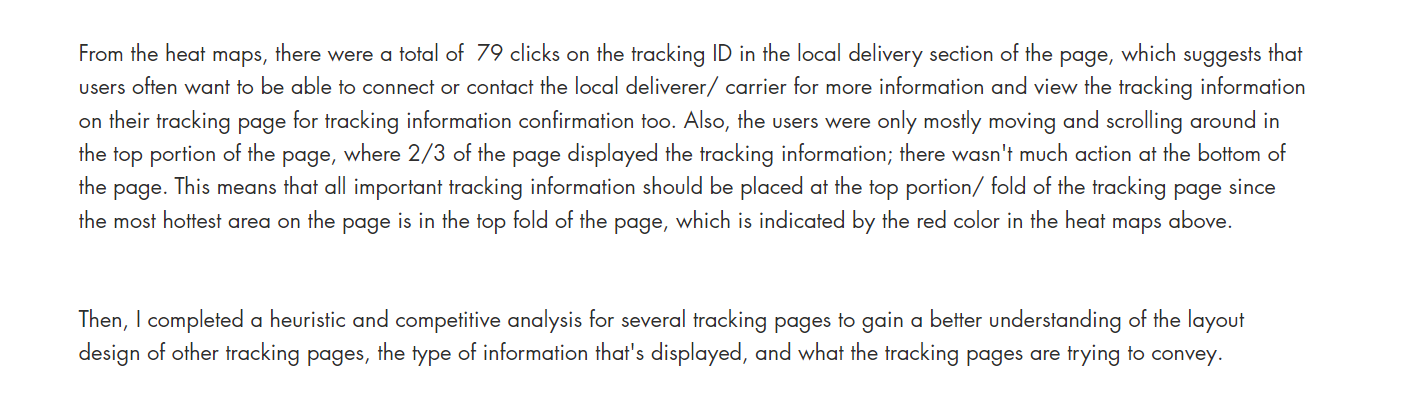 From the heat maps, there were a total of  79 clicks on the tracking ID in the local delivery section of the page, which suggests that
users often want to be able to connect or contact the local deliverer/ carrier for more information and view the tracking information
on their tracking page for tracking information confirmation too. Also, the users were only mostly moving and scrolling around in
the top portion of the page, where 2/3 of the page displayed the tracking information; there wasn't much action at the bottom of
the page. This means that all important tracking information should be placed at the top portion/ fold of the tracking page since
the most hottest area on the page is in the top fold of the page, which is indicated by the red color in the heat maps above.
Then, I completed a heuristic and competitive analysis for several tracking pages to gain a better understanding of the layout
design of other tracking pages, the type of information that's displayed, and what the tracking pages are trying to convey.